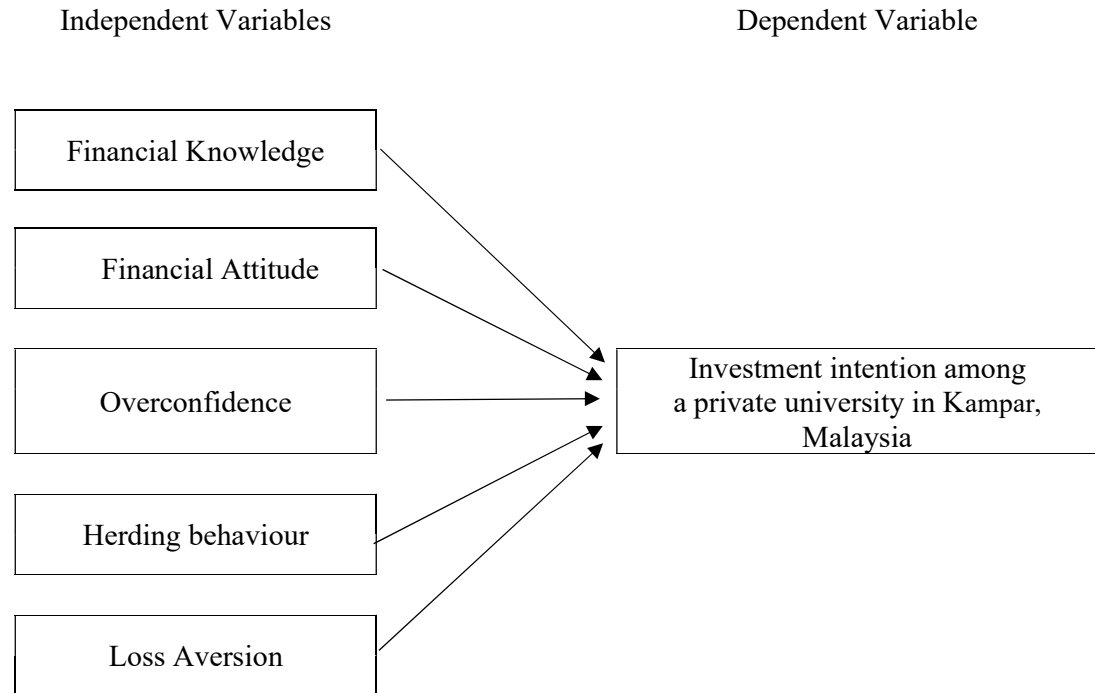 Independent Variables
Dependent Variable
Financial Knowledge
Financial Attitude
Overconfidence
Herding behaviour
Loss Aversion
Investment intention among
a private university in Kampar,
Malaysia